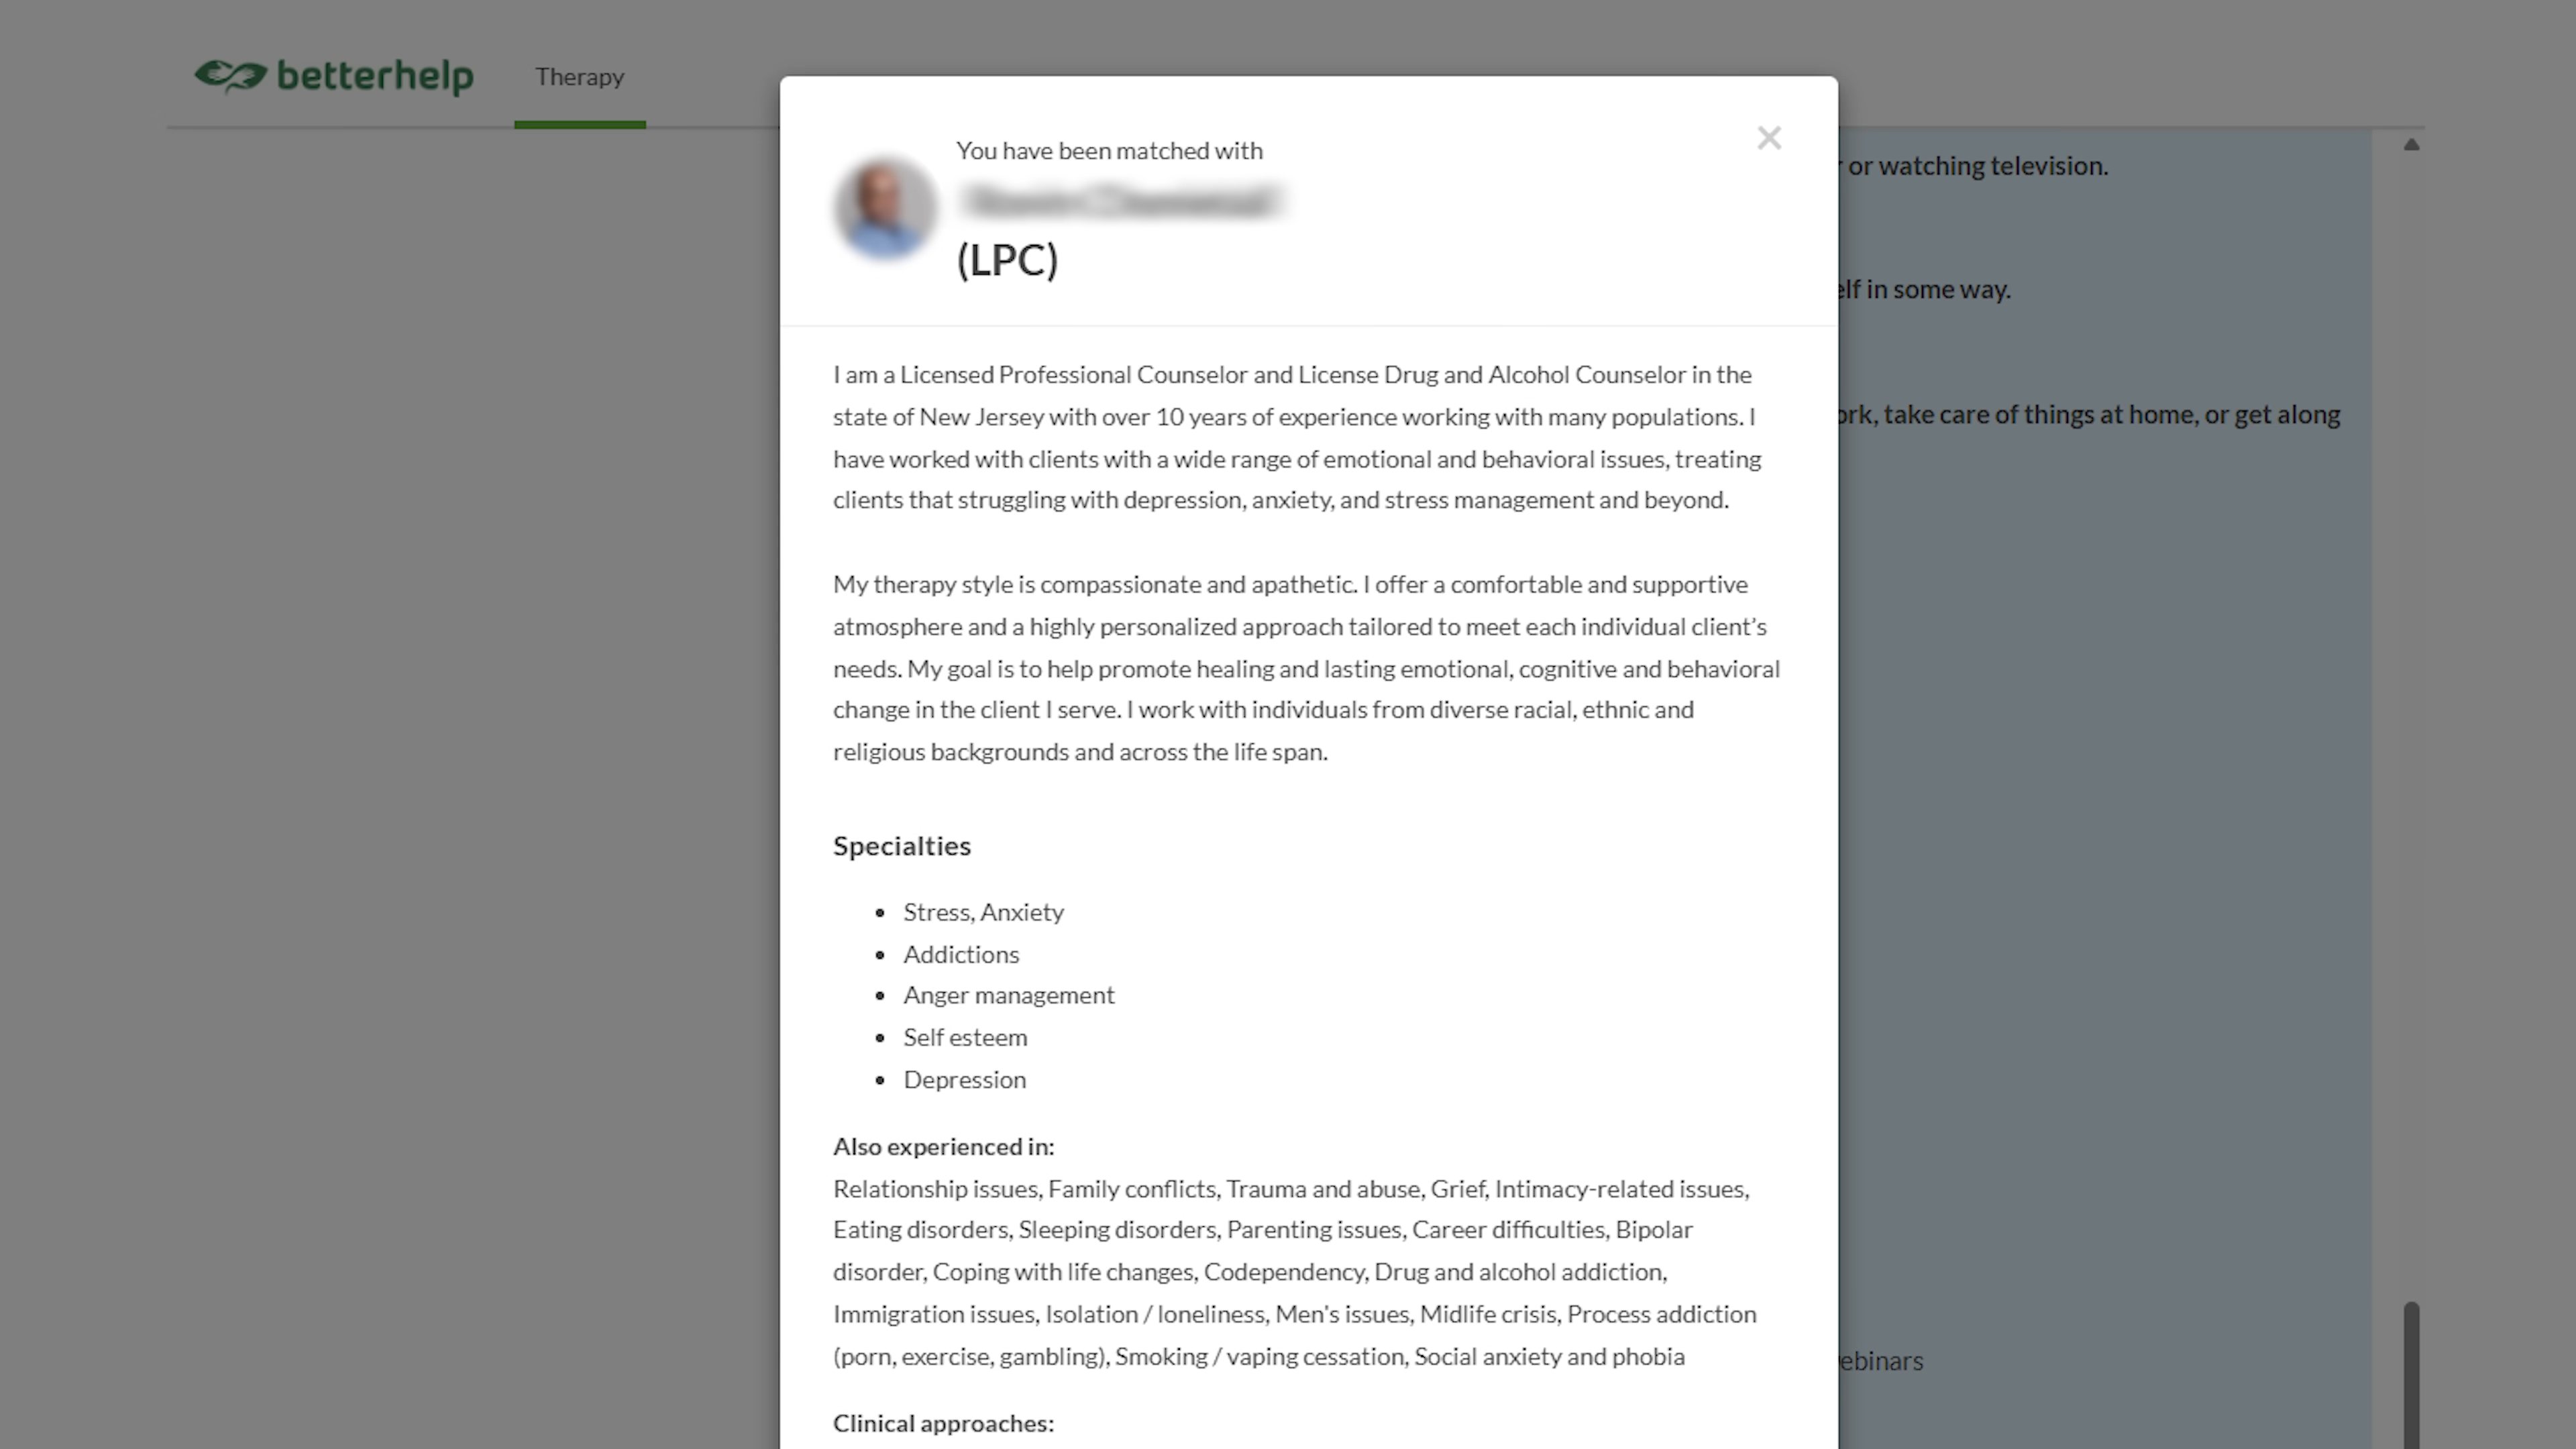 betterhelp
Therapy
You have been matched with
(LPC)
or watching television.
elf in some way.
ork, take care of things at home, or get along
I am a Licensed Professional Counselor and License Drug and Alcohol Counselor in the
state of New Jersey with over 10 years of experience working with many populations. I
have worked with clients with a wide range of emotional and behavioral issues, treating
clients that struggling with depression, anxiety, and stress management and beyond.
My therapy style is compassionate and apathetic. I offer a comfortable and supportive
atmosphere and a highly personalized approach tailored to meet each individual client's
needs. My goal is to help promote healing and lasting emotional, cognitive and behavioral
change in the client I serve. I work with individuals from diverse racial, ethnic and
religious backgrounds and across the life span.
Specialties
• Stress, Anxiety
• Addictions
• Anger management
• Self esteem
• Depression
Also experienced in:
Relationship issues, Family conflicts, Trauma and abuse, Grief, Intimacy-related issues,
Eating disorders, Sleeping disorders, Parenting issues, Career difficulties, Bipolar
disorder, Coping with life changes, Codependency, Drug and alcohol addiction,
Immigration issues, Isolation / loneliness, Men's issues, Midlife crisis, Process addiction
(porn, exercise, gambling), Smoking / vaping cessation, Social anxiety and phobia
ebinars
Clinical approaches: